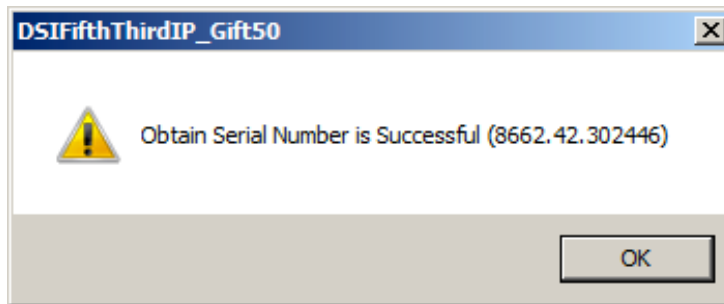 DSIFifthThirdIP_Gift50
Obtain Serial Number is Successful (8662.42.302446)
OK